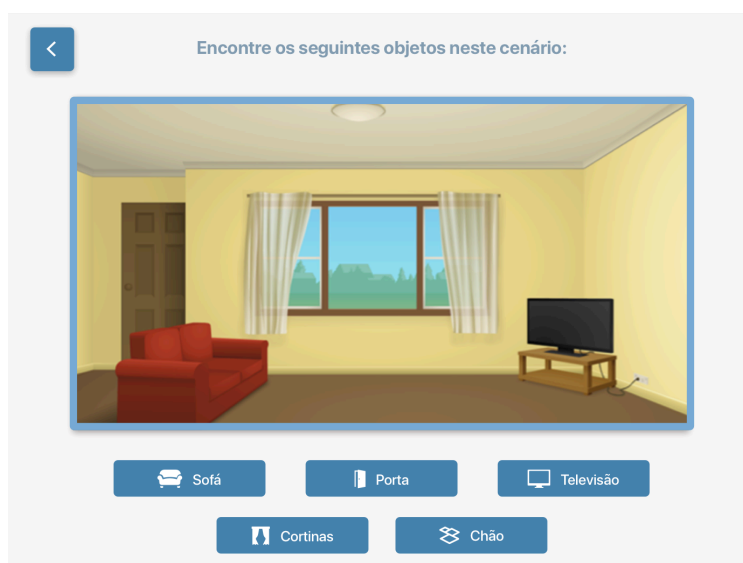 Encontre os seguintes objetos neste cenário:
Sofá
Porta
Televisão
Cortinas
Chão